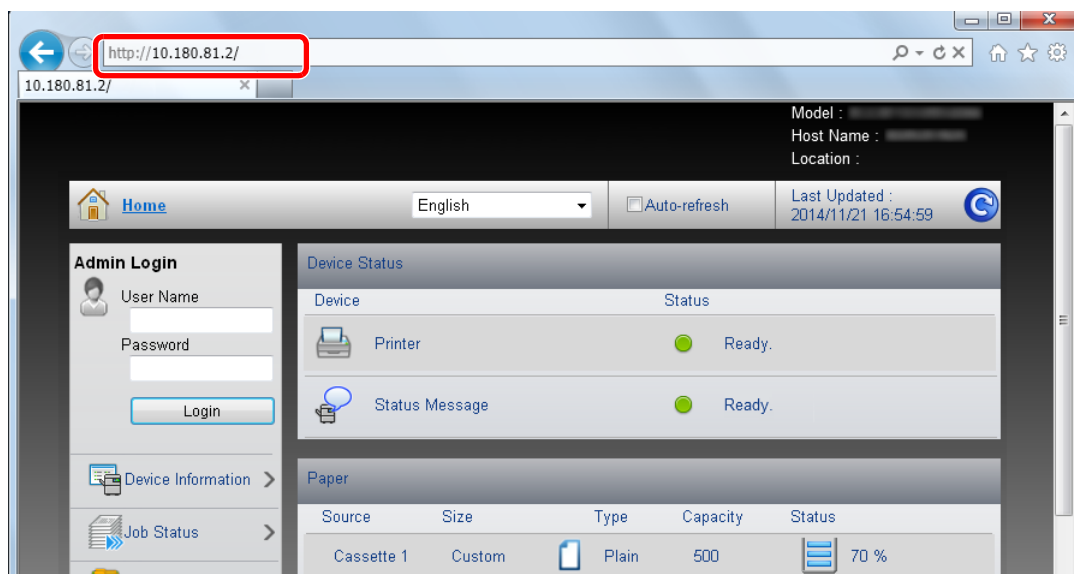 http://10.180.81.2/
10.180.81.2/
Model :
Host Name :
Location :
Home
English
Auto-refresh
Last Updated :
2014/11/21 16:54:59
Admin Login
User Name
Password
Login
Device Information
Job Status
Device Status
Device Status
Printer Ready.
Status Message Ready.
Paper
Source Size Type Capacity Status
Cassette 1 Custom Plain 500 70 %